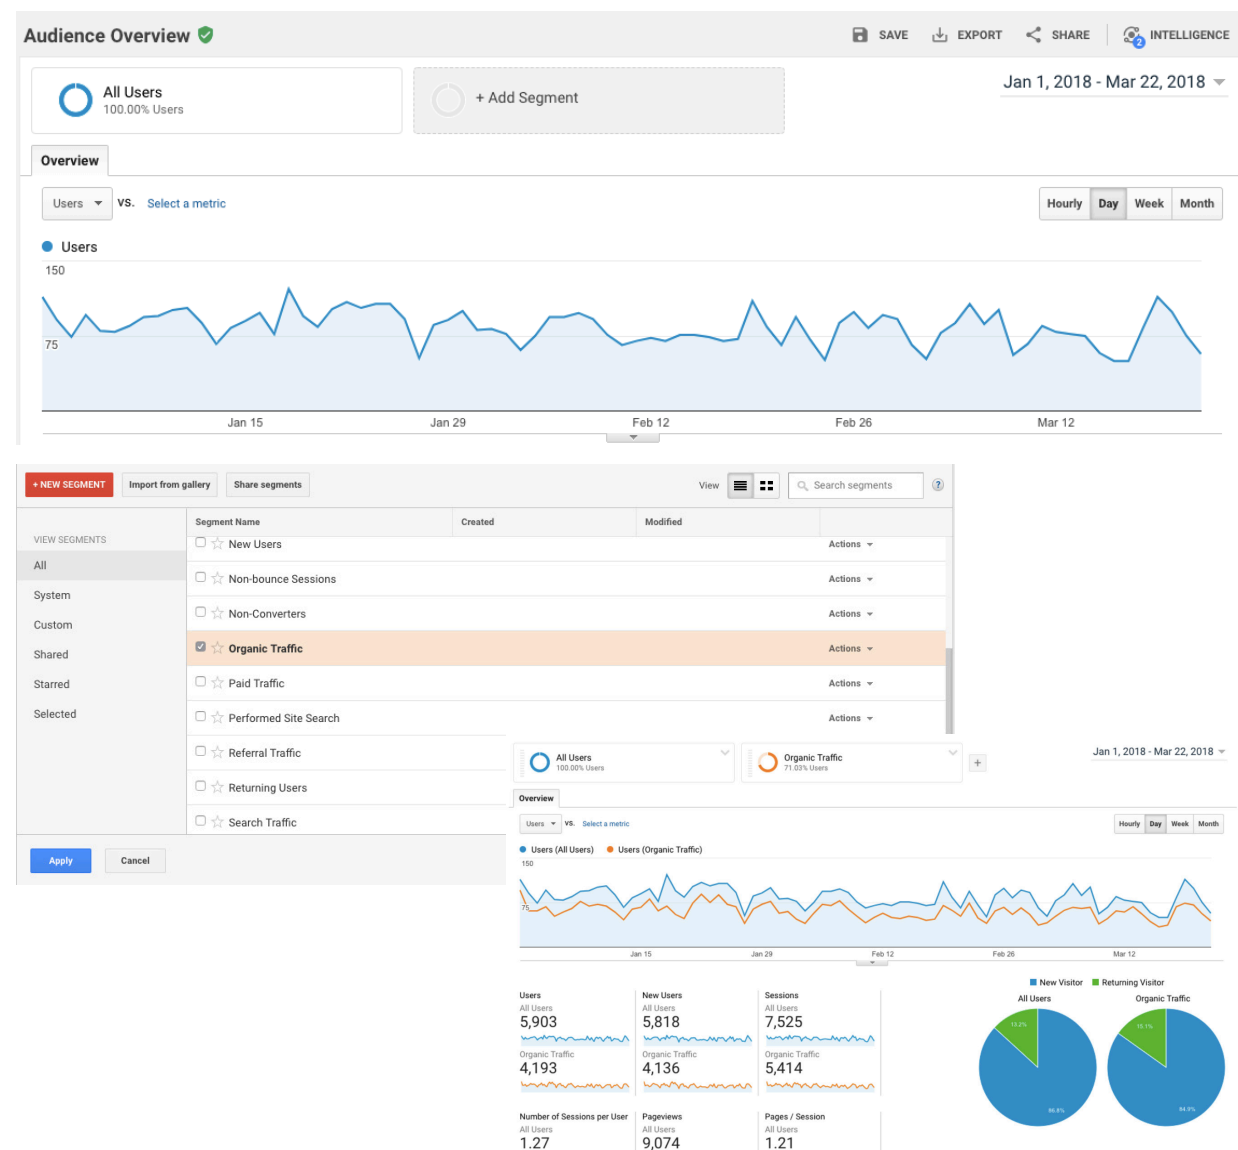 Audience Overview
SAVE
EXPORT
SHARE
2
INTELLIGENCE
All Users
100.00% Users
+ Add Segment
Jan 1, 2018 - Mar 22, 2018
Overview
Users
VS.
Select a metric
Hourly
Day
Week
Month
Users
150
75
Jan 15
Jan 29
Feb 12
Feb 26
Mar 12
+ NEW SEGMENT
Import from gallery
Share segments
View
Search segments
?
VIEW SEGMENTS
All
System
Custom
Shared
Starred
Selected
Segment Name
Created
Modified
New Users
Actions
Non-bounce Sessions
Actions
Non-Converters
Actions
Organic Traffic
Actions
Paid Traffic
Actions
Performed Site Search
Actions
Referral Traffic
Returning Users
Search Traffic
Apply
Cancel
All Users
100.00% Users
Organic Traffic
71.03% Users
+
Jan 1, 2018 - Mar 22, 2018
Overview
Users
VS.
Select a metric
Hourly
Day
Week
Month
Users (All Users)
Users (Organic Traffic)
150
75
Jan 15
Jan 29
Feb 12
Feb 26
Mar 12
Users
All Users
5,903
Organic Traffic
4,193
New Users
All Users
5,818
Organic Traffic
4,136
Sessions
All Users
7,525
Organic Traffic
5,414
Number of Sessions per User
All Users
1.27
Pageviews
All Users
9,074
Pages / Session
All Users
1.21
New Visitor
Returning Visitor
All Users
13.2%
86.8%
Organic Traffic
15.1%
84.9%